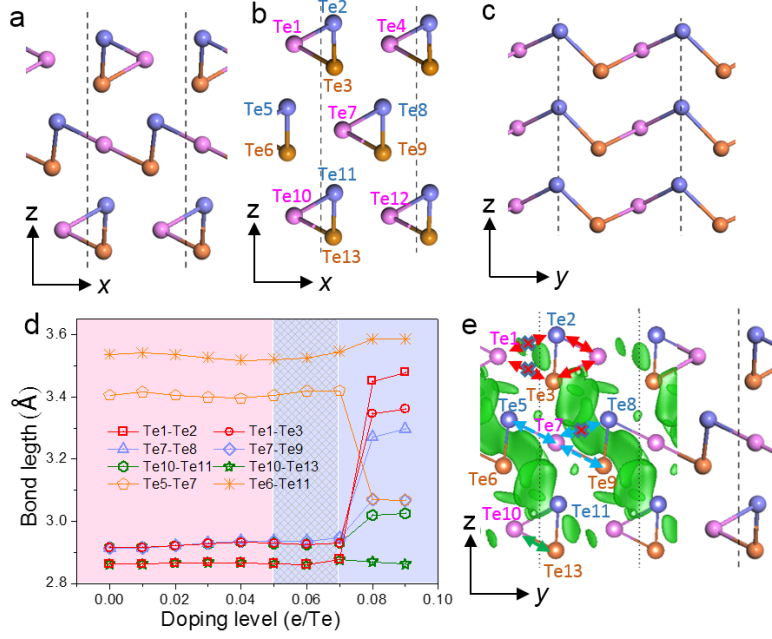 a
z
x
b
Te2
Te1
Te4
Te3
Te5
Te7
Te8
Te6
Te9
Te11
Te10
Te12
Te13
z
x
c
z
y
d
3.6
3.4
3.2
3.0
2.8
Bond legth (Å)
Te1-Te2
Te1-Te3
Te7-Te8
Te7-Te9
Te10-Te11
Te10-Te13
Te5-Te7
Te6-Te11
0.00
0.02
0.04
0.06
0.08
0.10
Doping level (e/Te)
e
Te2
Te1
Te3
Te5
Te8
Te7
Te6
Te9
Te10
Te11
Te13
z
y